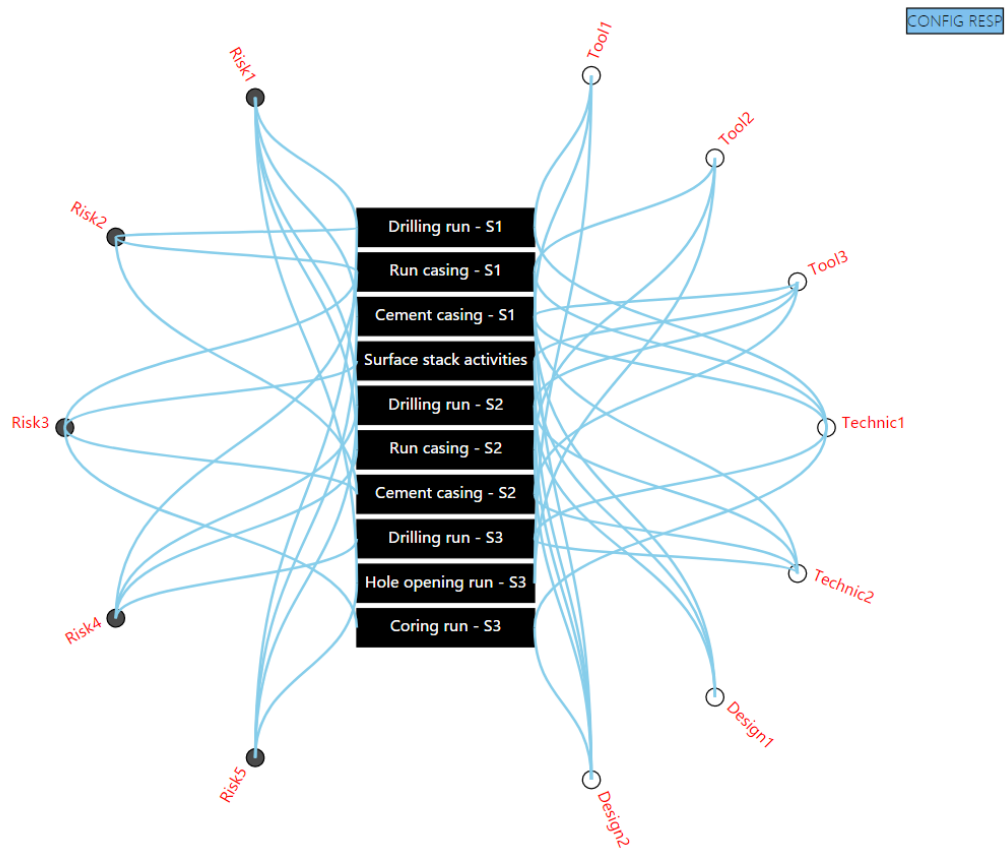 CONFIG RESP
Risk1
Risk2
Risk3
Risk4
Risk5
Drilling run - S1
Run casing - S1
Cement casing - S1
Surface stack activities
Drilling run - S2
Run casing - S2
Cement casing - S2
Drilling run - S3
Hole opening run - S3
Coring run - S3
Tool1
Tool2
Tool3
Technic1
Technic2
Design1
Design2